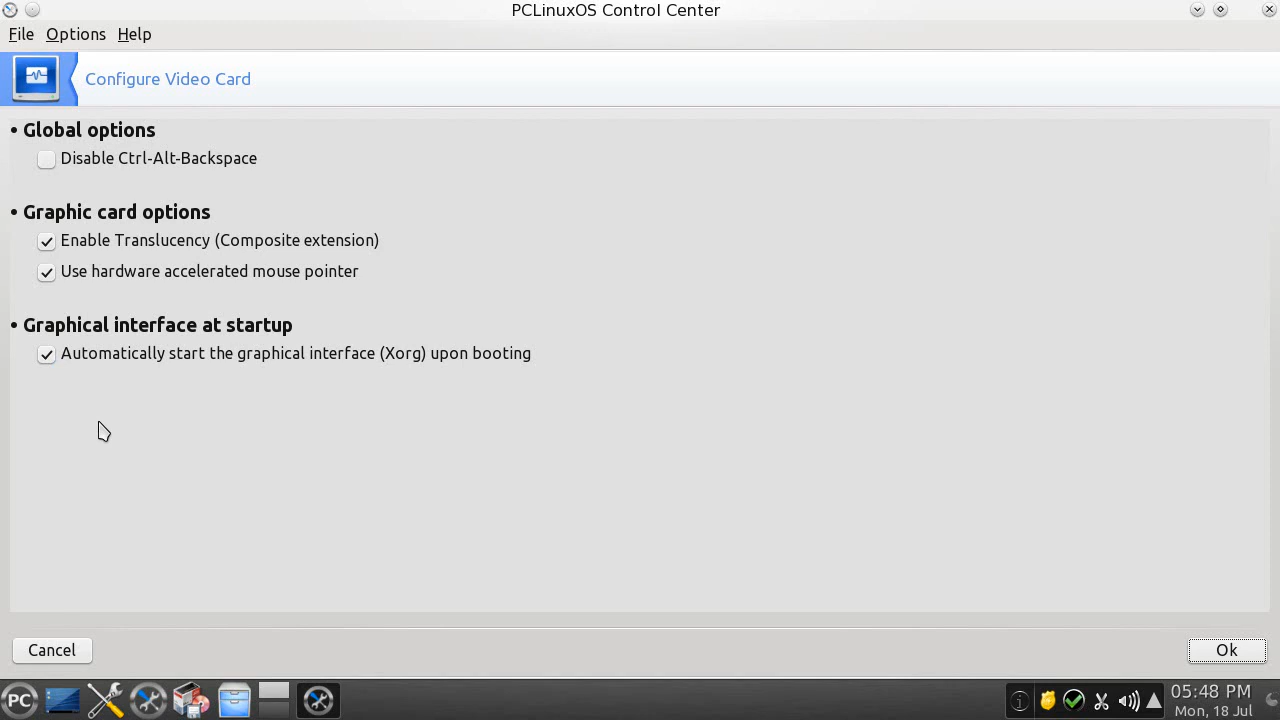 PCLinuxOS Control Center
File Options Help
Configure Video Card
• Global options
Disable Ctrl-Alt-Backspace
• Graphic card options
Enable Translucency (Composite extension)
Use hardware accelerated mouse pointer
• Graphical interface at startup
Automatically start the graphical interface (Xorg) upon booting
Cancel
Ok
PC
05:48 PM
Mon, 18 Jul